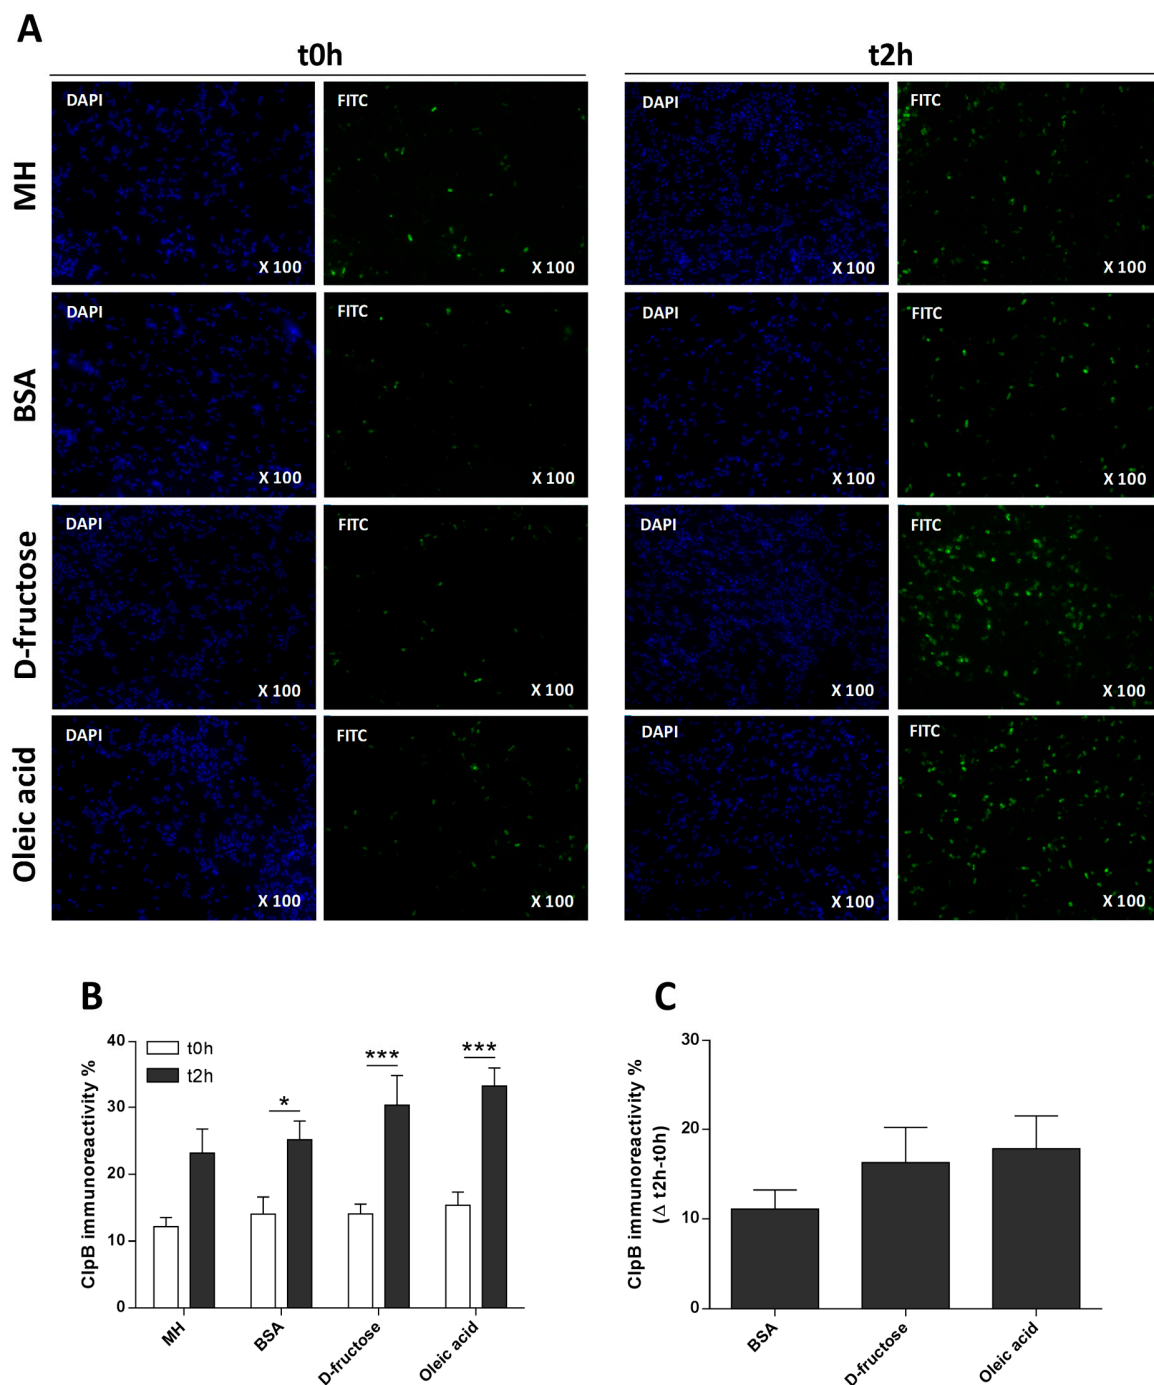 A
t0h
t2h
MH
DAPI
X 100
FITC
X 100
DAPI
X 100
FITC
X 100
BSA
DAPI
X 100
FITC
X 100
DAPI
X 100
FITC
X 100
D-fructose
DAPI
X 100
FITC
X 100
DAPI
X 100
FITC
X 100
Oleic acid
DAPI
X 100
FITC
X 100
DAPI
X 100
FITC
X 100
B
ClpB immunoreactivity %
40
30
20
10
0
t0h
t2h
*
***
***
MH
BSA
D-fructose
Oleic acid
C
ClpB immunoreactivity %
(Δ t2h-t0h)
30
20
10
0
BSA
D-fructose
Oleic acid